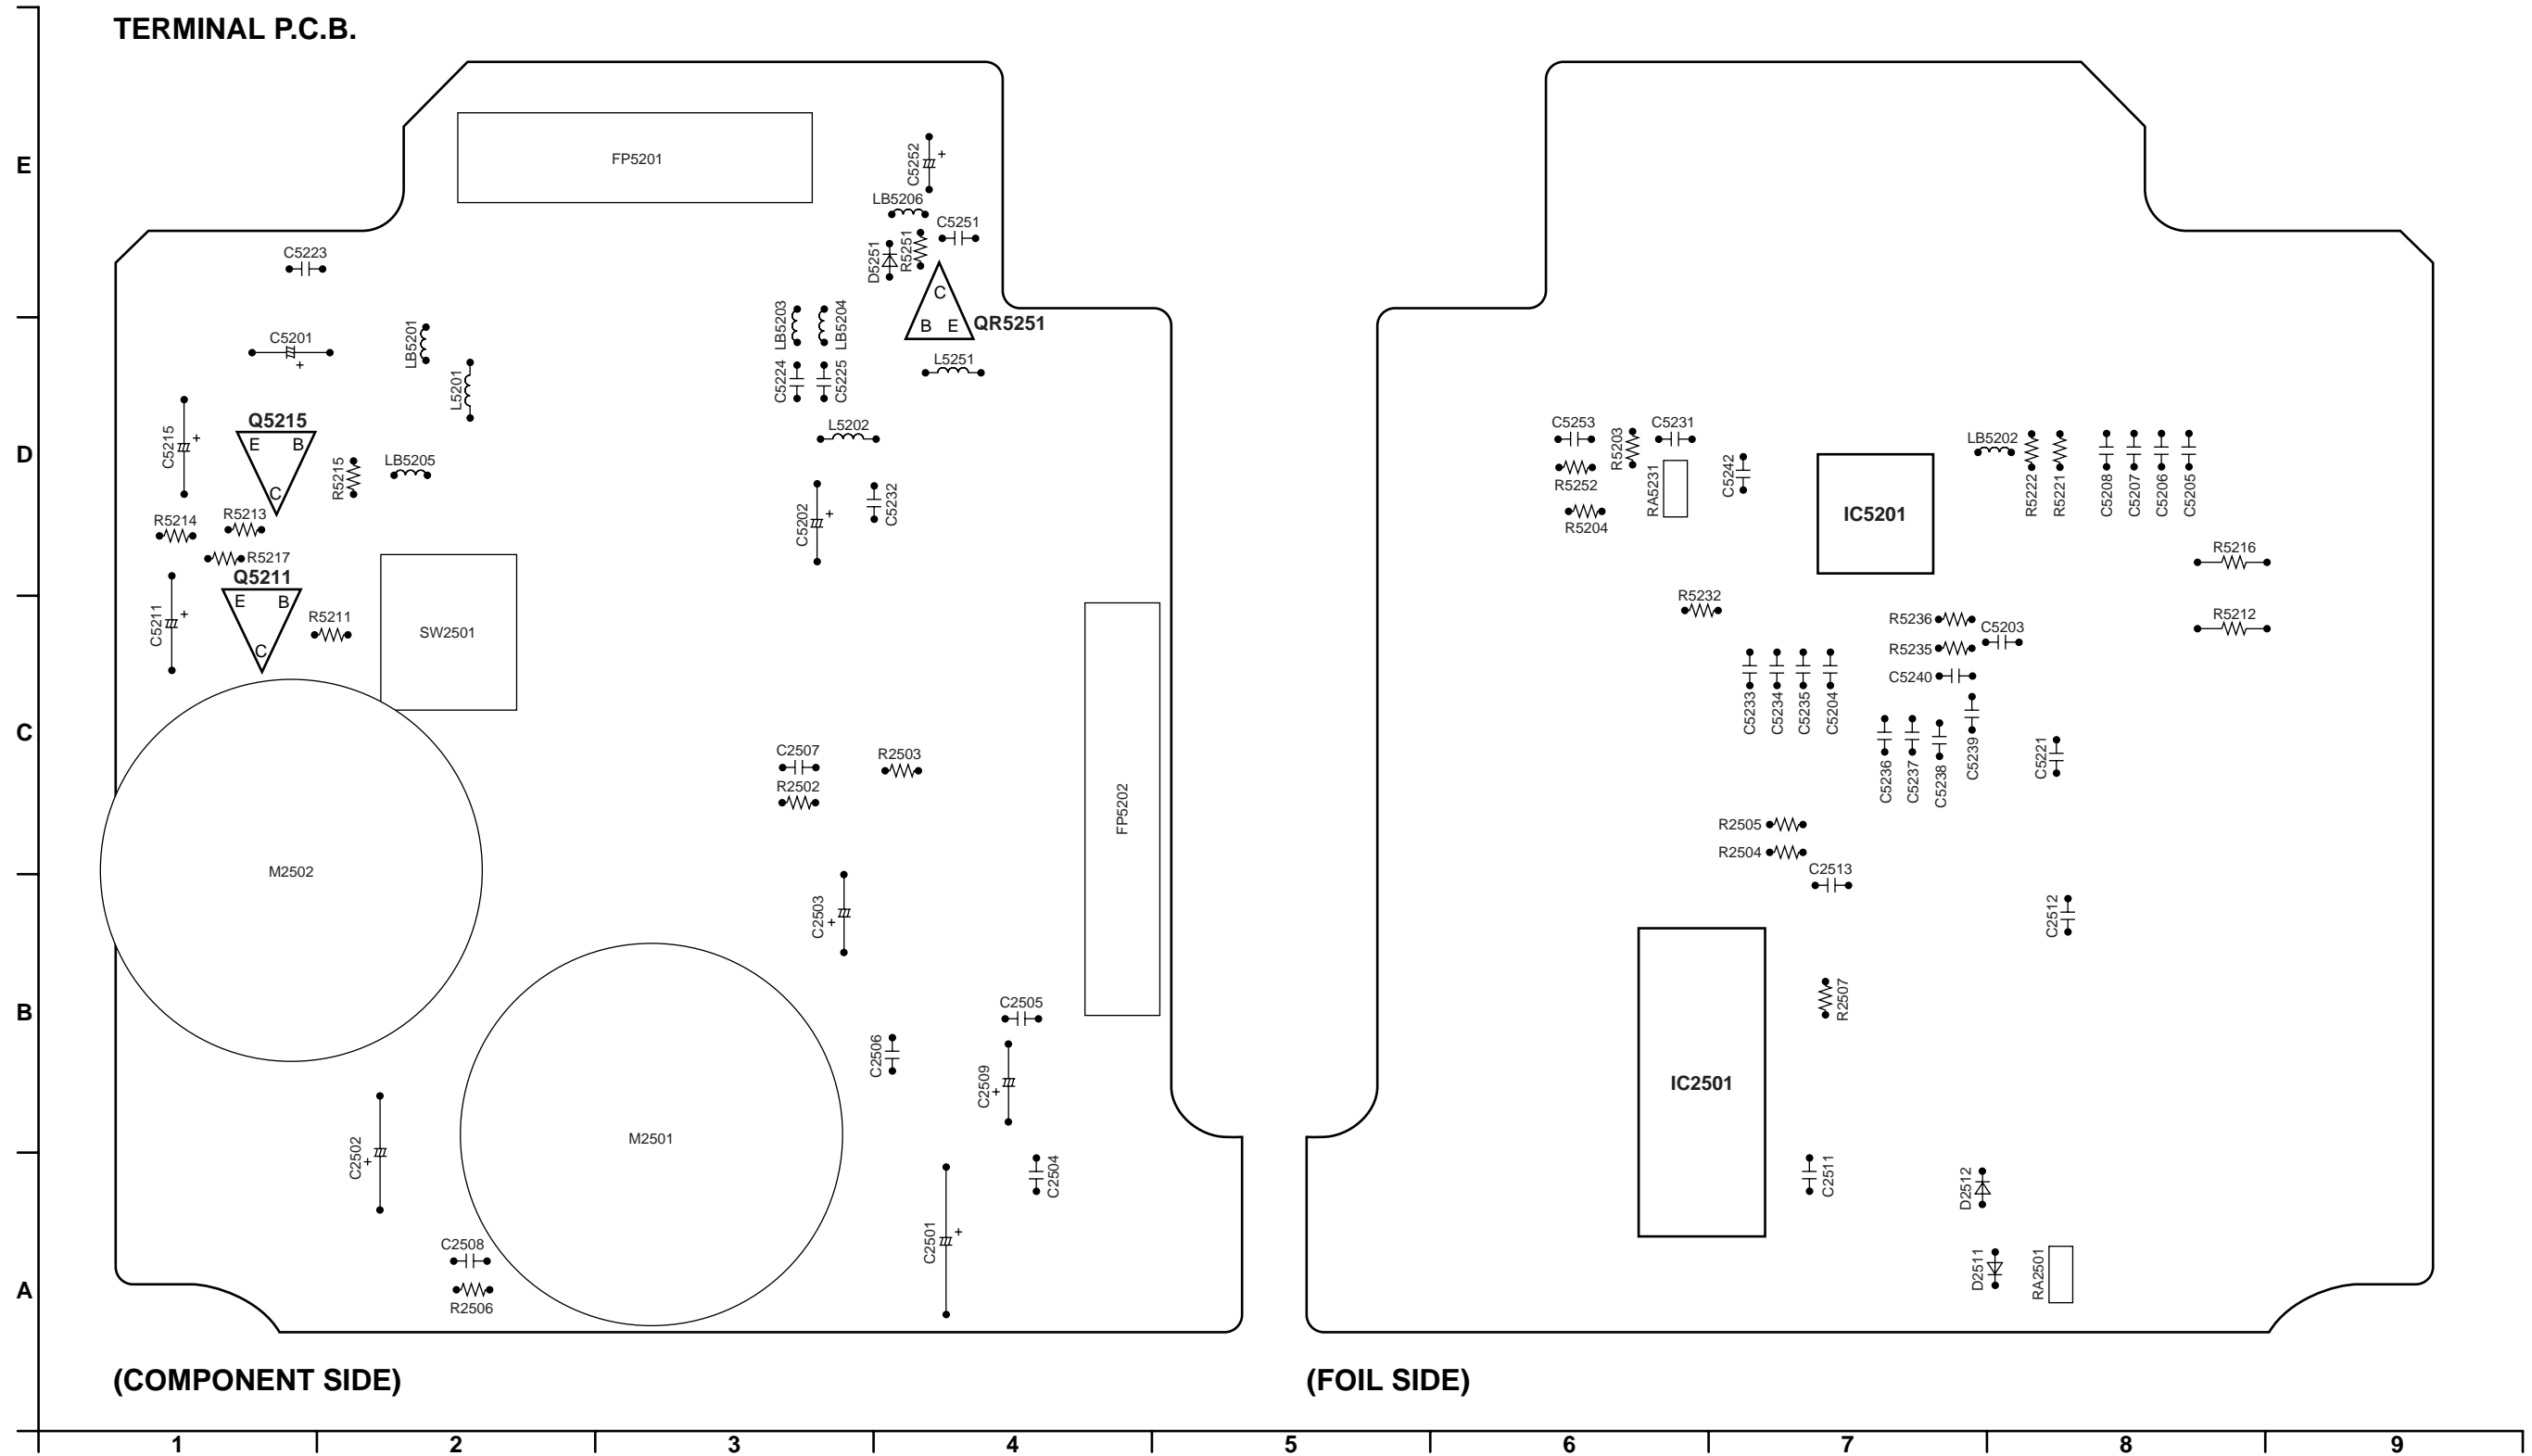 TERMINAL P.C.B.
E
FP5201
C5252
+
LB5206
C5251
R5251
D5251
C5223
C
B E
QR5251
LB5203
LB5204
C5201
+
LB5201
L5201
C5224
C5225
L5251
D
C5215
+
Q5215
E B
C
R5215
LB5205
L5202
C5202
+
C5232
R5214
R5213
R5217
Q5211
E B
C
C5211
+
R5211
SW2501
C
C2507
R2502
R2503
FP5202
M2502
C2503
+
B
C2505
C2506
C2509
+
M2501
C2502
+
C2504
C2501
+
C2508
R2506
A
C5253
R5203
C5231
R5252
RA5231
C5242
R5204
IC5201
LB5202
R5222
R5221
C5208
C5207
C5206
C5205
R5216
R5232
R5236
C5203
R5235
C5240
R5212
C5233
C5234
C5235
C5204
C5236
C5237
C5238
C5239
C5221
R2505
R2504
C2513
C2512
IC2501
R2507
C2511
D2512
D2511
RA2501
(COMPONENT SIDE)
(FOIL SIDE)
1 2 3 4 5 6 7 8 9